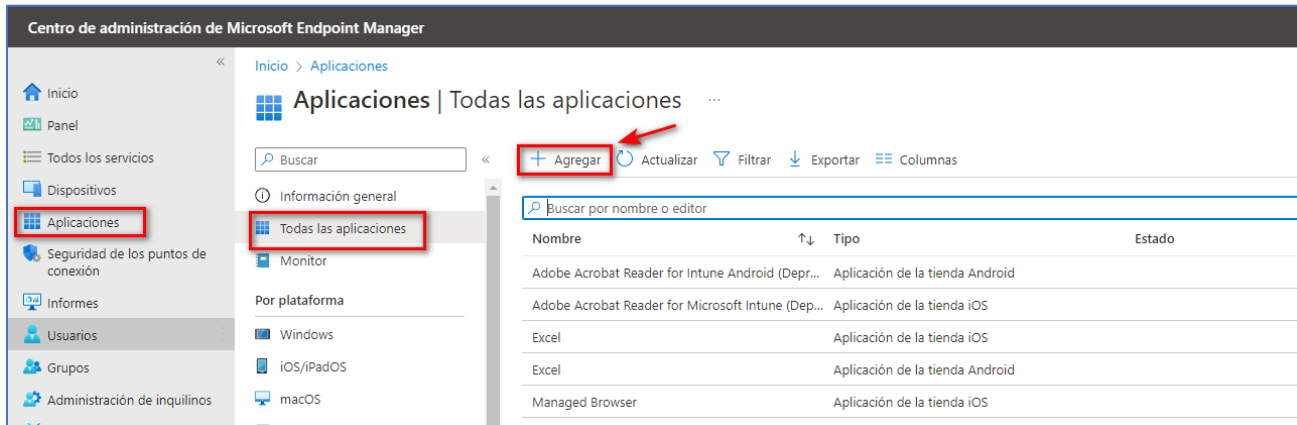 Centro de administración de Microsoft Endpoint Manager
«
Inicio
Panel
Todos los servicios
Dispositivos
Aplicaciones
Seguridad de los puntos de
conexión
Informes
Usuarios
Grupos
Administración de inquilinos
Inicio > Aplicaciones
Aplicaciones | Todas las aplicaciones ...
Buscar «
Información general
Todas las aplicaciones
Monitor
Por plataforma
Windows
iOS/iPadOS
macOS
+ Agregar Actualizar Filtrar Exportar Columnas
Buscar por nombre o editor
Nombre ↑↓ Tipo Estado
Adobe Acrobat Reader for Intune Android (Depr... Aplicación de la tienda Android
Adobe Acrobat Reader for Microsoft Intune (Dep... Aplicación de la tienda iOS
Excel Aplicación de la tienda iOS
Excel Aplicación de la tienda Android
Managed Browser Aplicación de la tienda iOS